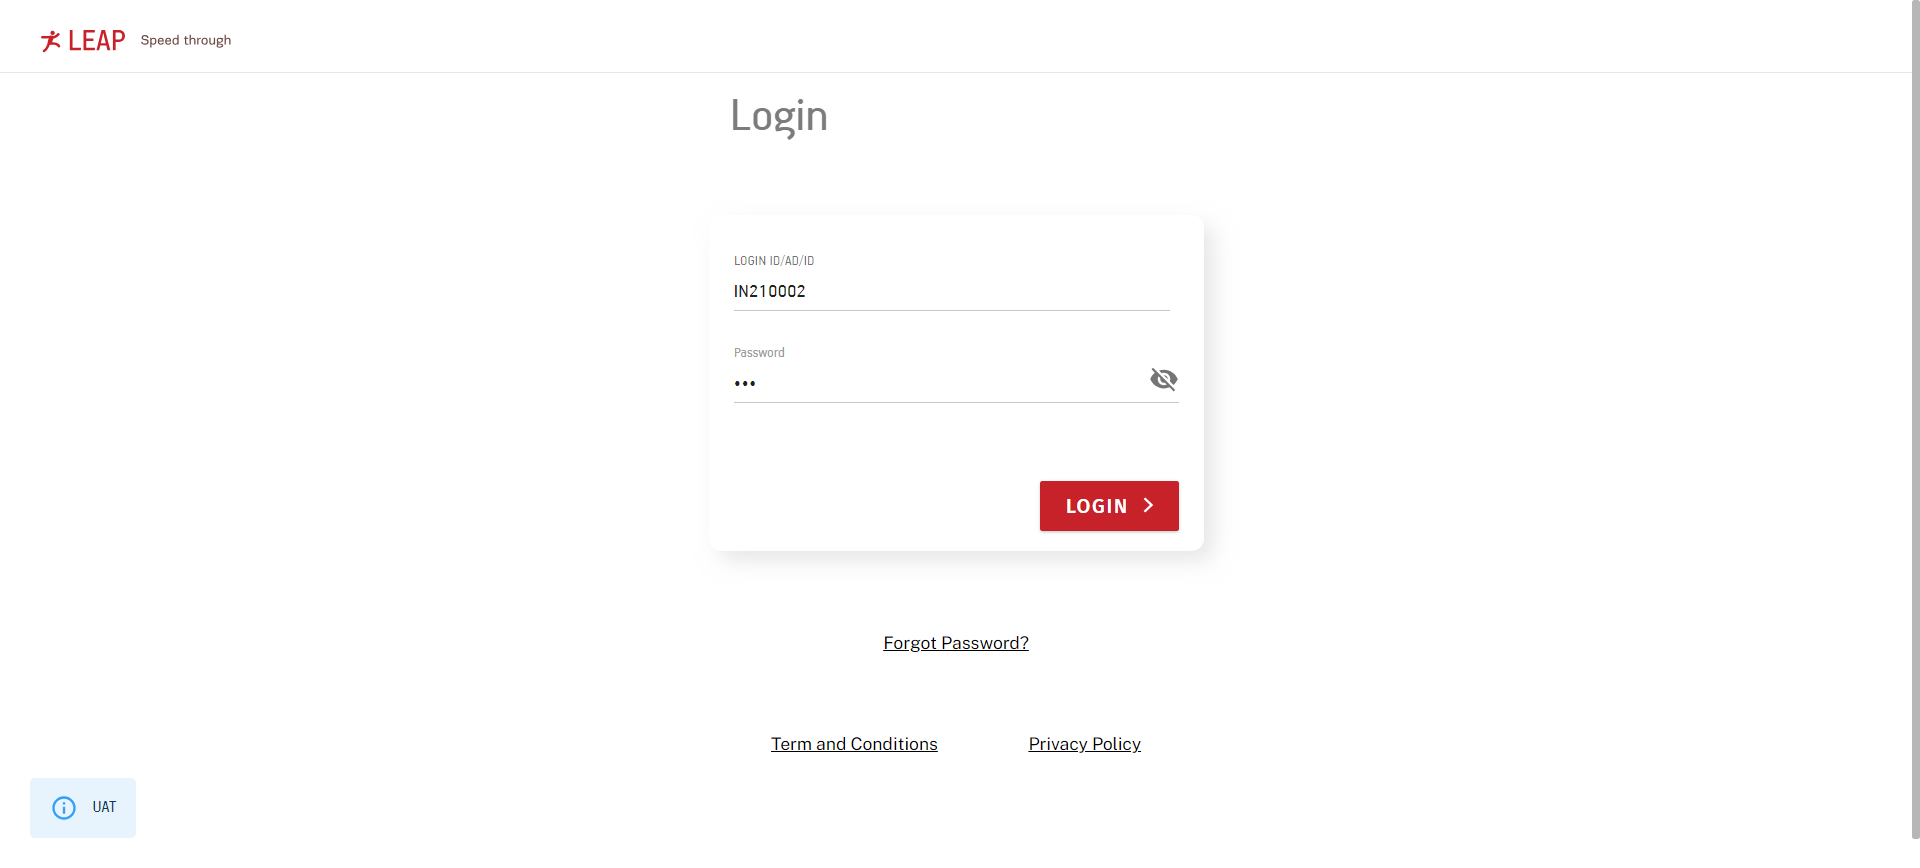 LEAP Speed through
Login
LOGIN ID/AD/ID
IN210002
Password
•••
LOGIN
Forgot Password?
Term and Conditions Privacy Policy
UAT